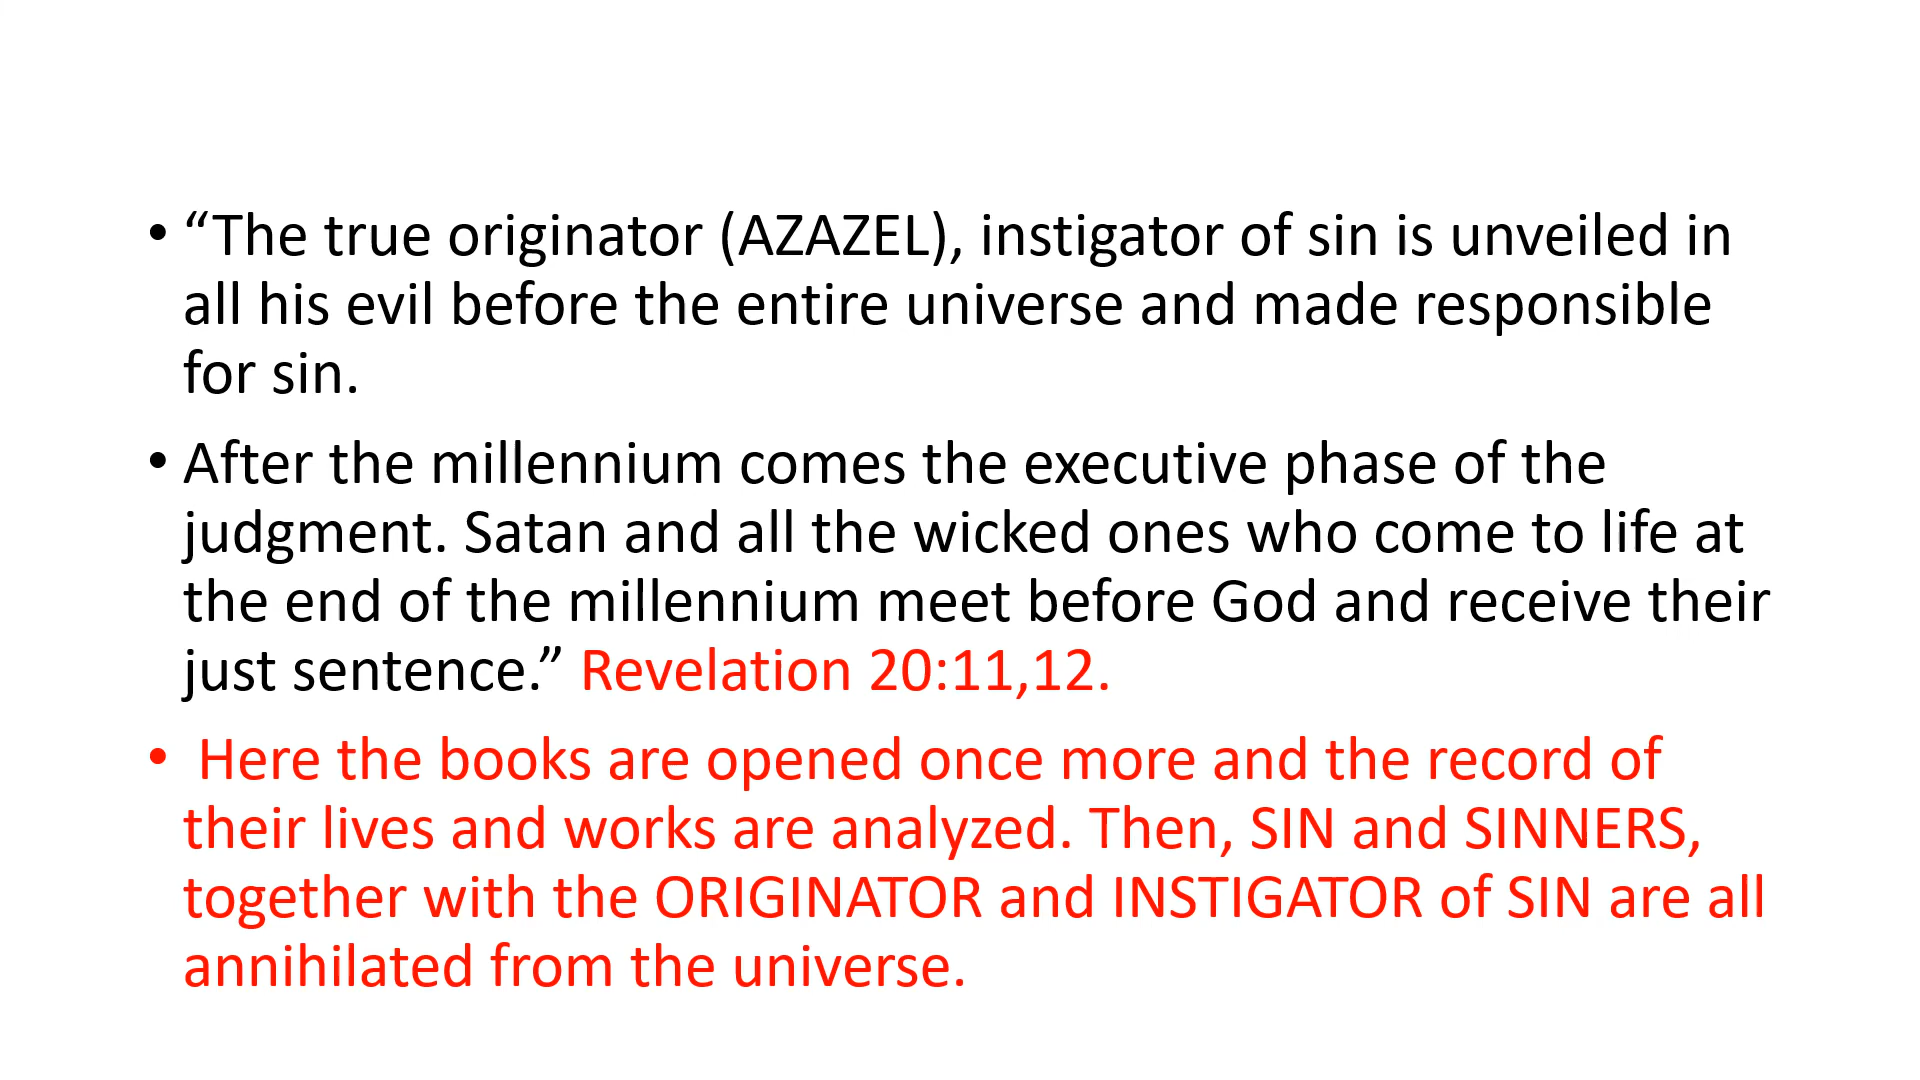 • “The true originator (AZAZEL), instigator of sin is unveiled in
all his evil before the entire universe and made responsible
for sin.
• After the millennium comes the executive phase of the
judgment. Satan and all the wicked ones who come to life at
the end of the millennium meet before God and receive their
just sentence.” Revelation 20:11,12.
• Here the books are opened once more and the record of
their lives and works are analyzed. Then, SIN and SINNERS,
together with the ORIGINATOR and INSTIGATOR of SIN are all
annihilated from the universe.